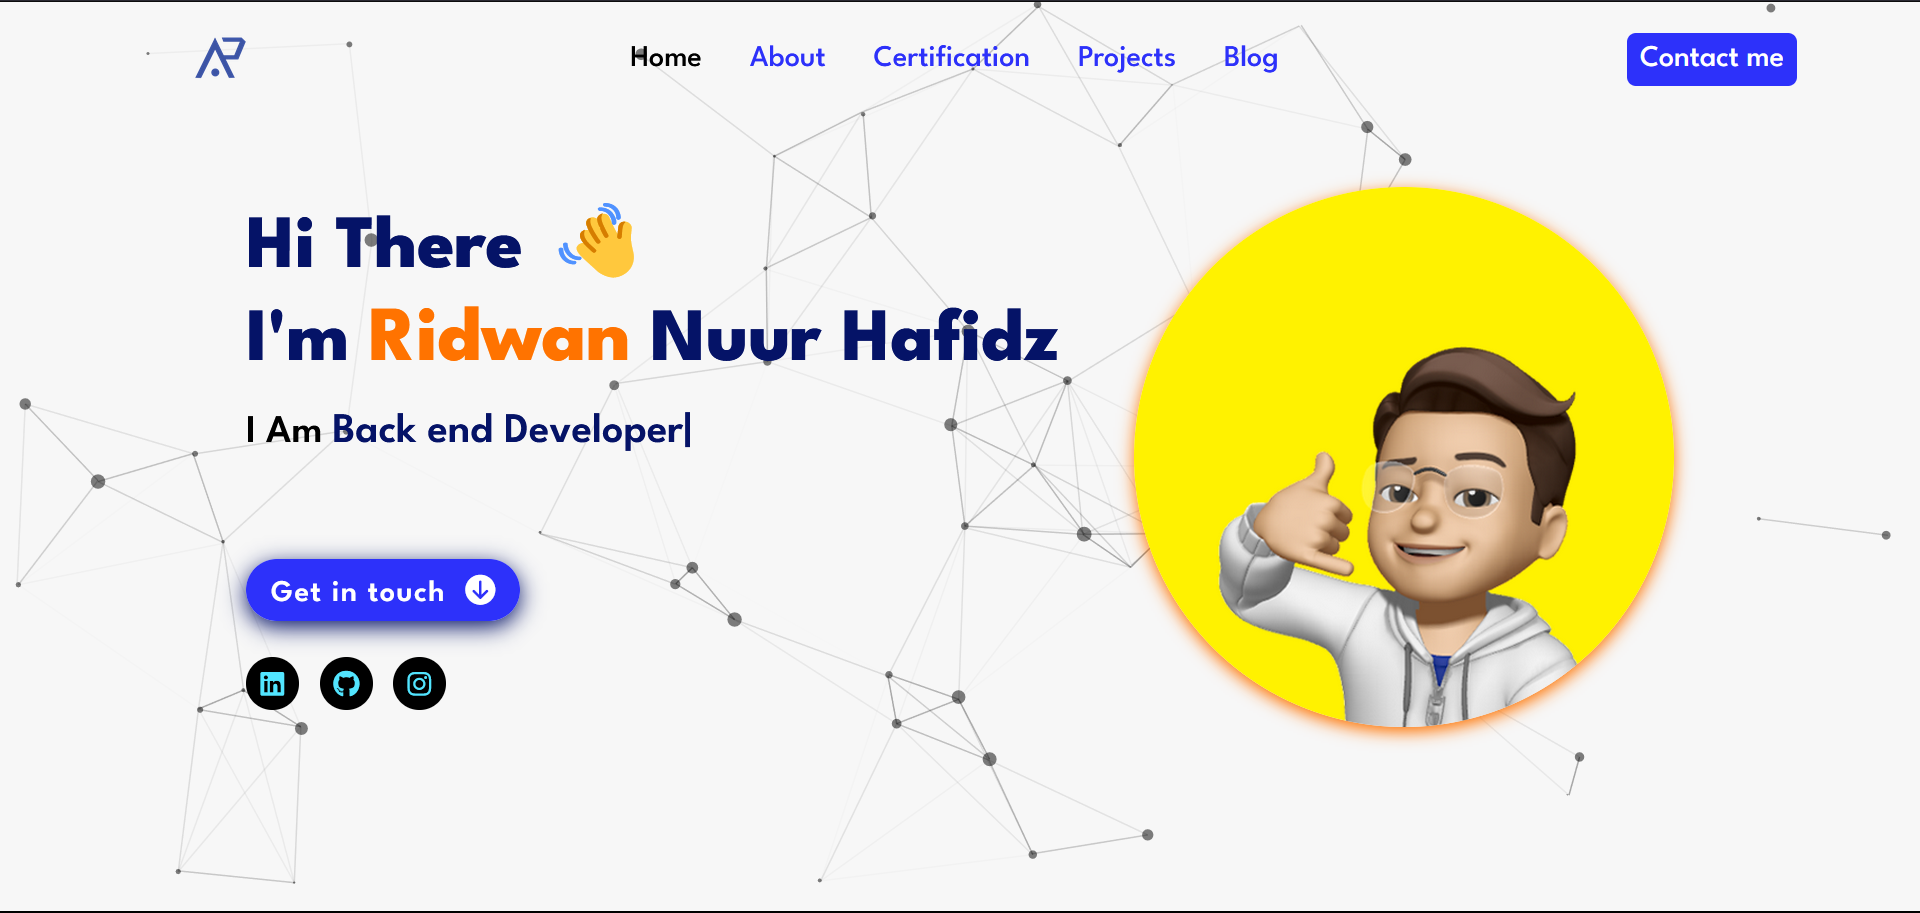 Home About Certification Projects Blog Contact me
Hi There
I'm Ridwan Nuur Hafidz
I Am Back end Developer|
Get in touch
in